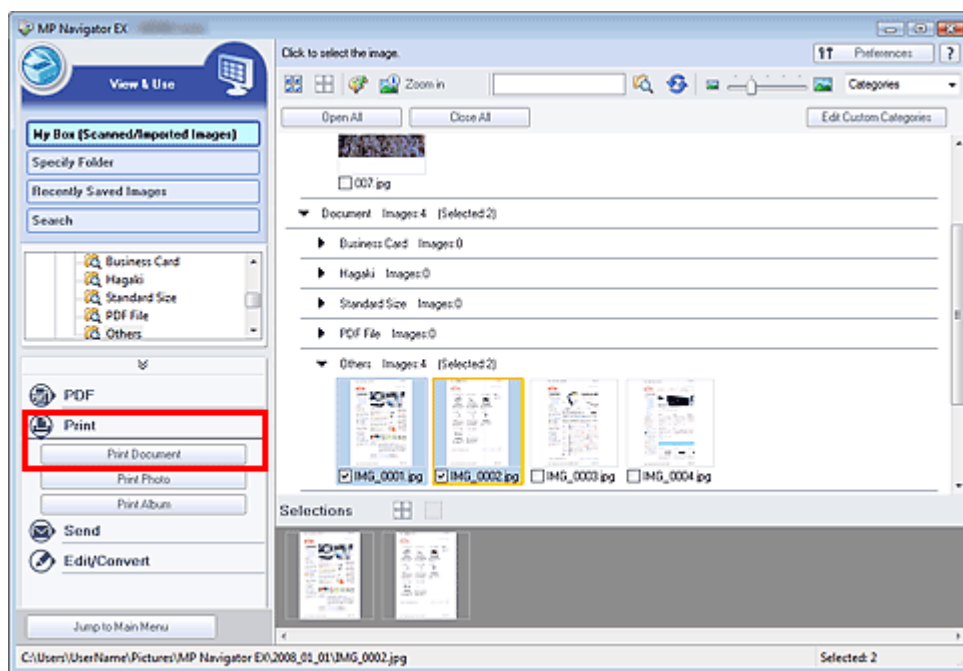 MP Navigator EX
View & Use
My Box (Scanned/Imported Images)
Specify Folder
Recently Saved Images
Search
Business Card
Hagaki
Standard Size
PDF File
Others
PDF
Print
Print Document
Print Photo
Print Album
Send
Edit/Convert
Jump to Main Menu
Click to select the image.
Preferences
?
Zoom in
Categories
Open All
Close All
Edit Custom Categories
007.jpg
Document Images:4 (Selected:2)
Business Card Images:0
Hagaki Images:0
Standard Size Images:0
PDF File Images:0
Others Images:4 (Selected:2)
IMG_0001.jpg IMG_0002.jpg IMG_0003.jpg IMG_0004.jpg
Selections
C:\Users\UserName\Pictures\MP Navigator EX\2008_01_01\IMG_0002.jpg
Selected: 2